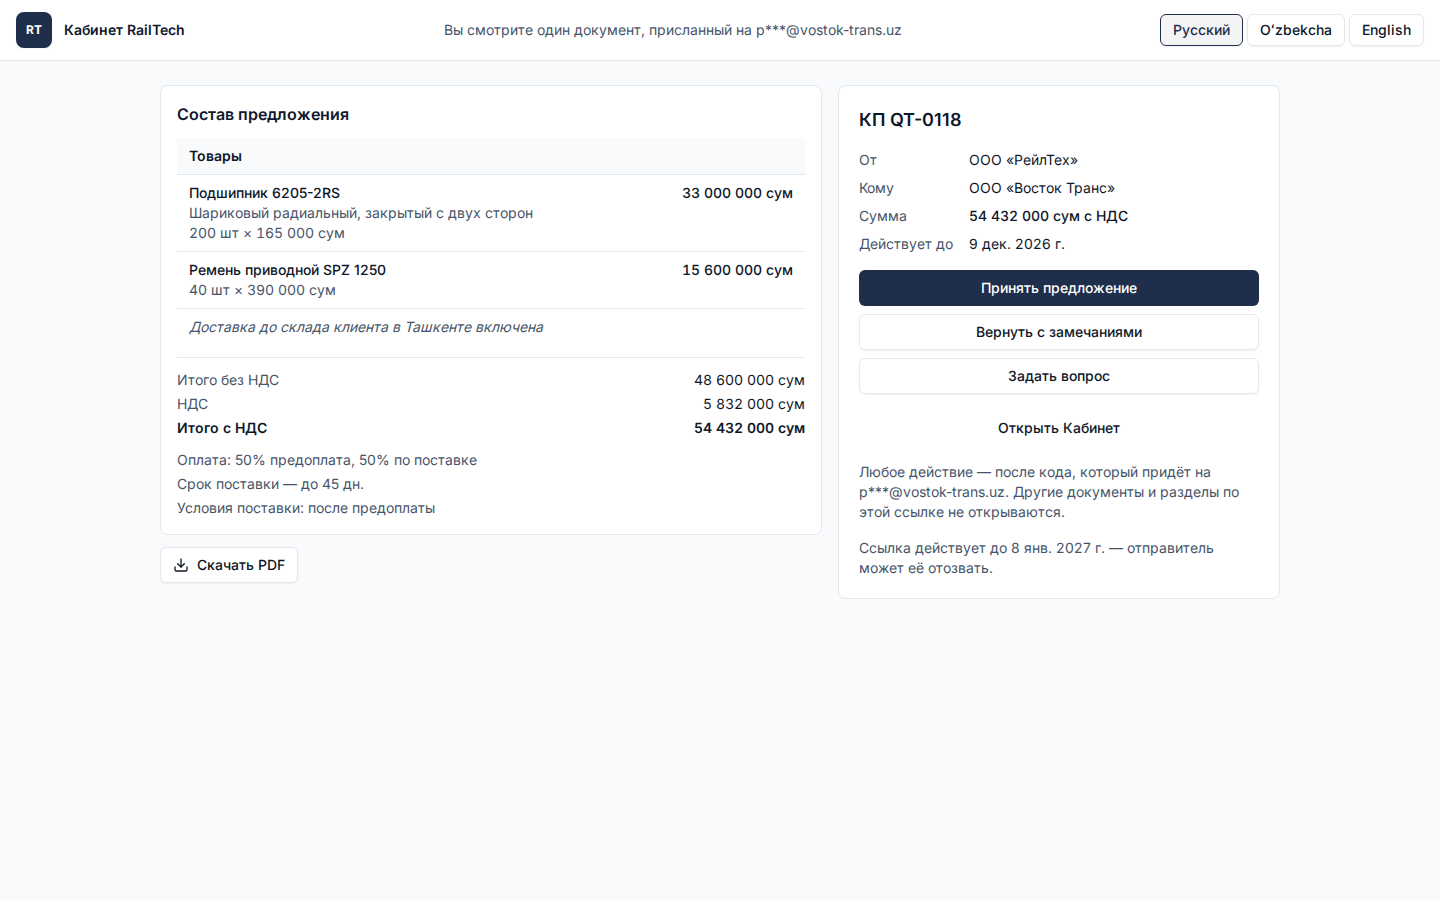 RT
Кабинет RailTech
Вы смотрите один документ, присланный на p***@vostok-trans.uz
Русский
Oʻzbekcha
English
Состав предложения
Товары
Подшипник 6205-2RS
33 000 000 сум
Шариковый радиальный, закрытый с двух сторон
200 шт × 165 000 сум
Ремень приводной SPZ 1250
15 600 000 сум
40 шт × 390 000 сум
Доставка до склада клиента в Ташкенте включена
Итого без НДС
48 600 000 сум
НДС
5 832 000 сум
Итого с НДС
54 432 000 сум
Оплата: 50% предоплата, 50% по поставке
Срок поставки — до 45 дн.
Условия поставки: после предоплаты
Скачать PDF
КП QT-0118
От
ООО «РейлТех»
Кому
ООО «Восток Транс»
Сумма
54 432 000 сум с НДС
Действует до
9 дек. 2026 г.
Принять предложение
Вернуть с замечаниями
Задать вопрос
Открыть Кабинет
Любое действие — после кода, который придёт на
p***@vostok-trans.uz. Другие документы и разделы по
этой ссылке не открываются.
Ссылка действует до 8 янв. 2027 г. — отправитель
может её отозвать.